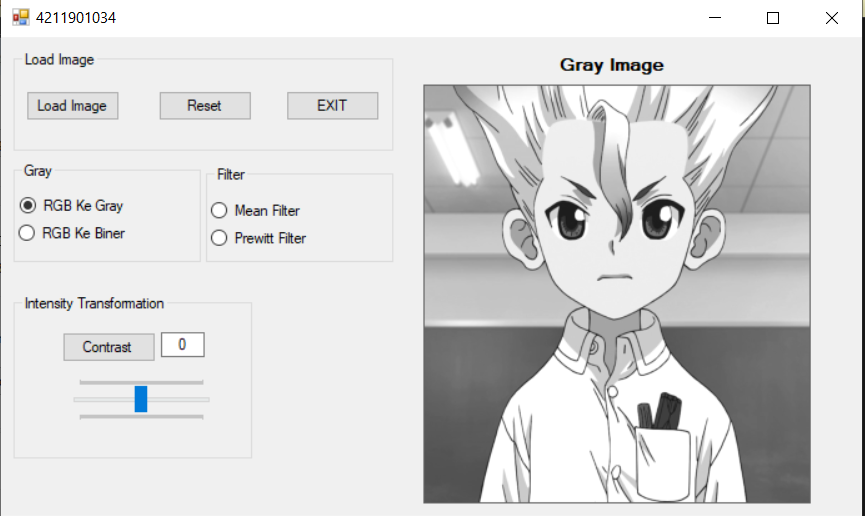 4211901034
Load Image
Load Image Reset EXIT
Gray Image
Gray
RGB Ke Gray
RGB Ke Biner
Filter
Mean Filter
Prewitt Filter
Intensity Transformation
Contrast 0